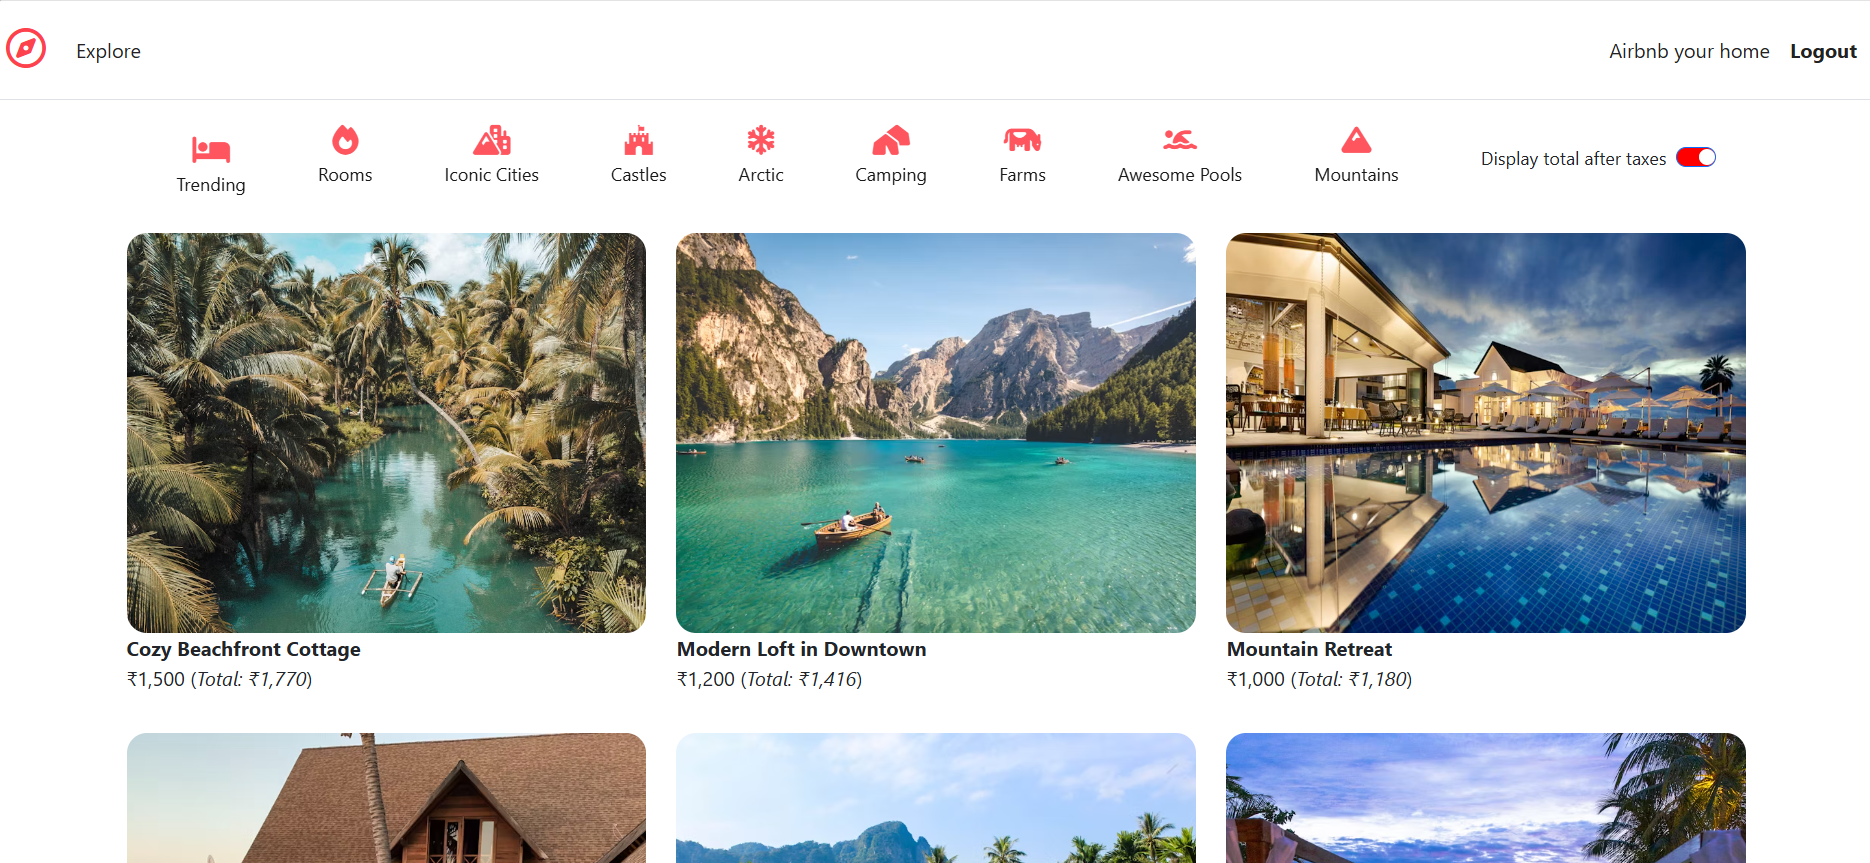 Explore
Airbnb your home
Logout
Trending
Rooms
Iconic Cities
Castles
Arctic
Camping
Farms
Awesome Pools
Mountains
Display total after taxes
Cozy Beachfront Cottage
₹1,500 (Total: ₹1,770)
Modern Loft in Downtown
₹1,200 (Total: ₹1,416)
Mountain Retreat
₹1,000 (Total: ₹1,180)